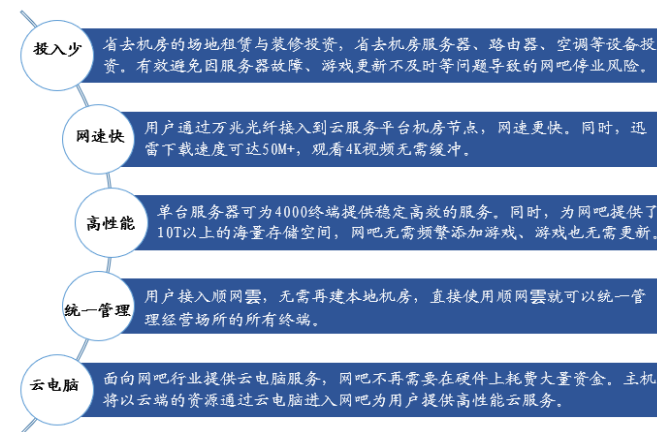 投入少
省去机房的场地租赁与装修投资，省去机房服务器、路由器、空调等设备投
资。有效避免因服务器故障、游戏更新不及时等问题导致的网吧停业风险。
网速快
用户通过万兆光纤接入到云服务平台机房节点，网速更快。同时，迅
雷下载速度可达50M+，观看4K视频无需缓冲。
高性能
单台服务器可为4000终端提供稳定高效的服务。同时，为网吧提供了
10T以上的海量存储空间，网吧无需频繁添加游戏、游戏也无需更新。
统一管理
用户接入顺网雲，无需再建本地机房，直接使用顺网雲就可以统一管
理经营场所的所有终端。
云电脑
面向网吧行业提供云电脑服务，网吧不再需要在硬件上耗费大量资金。主机
将以云端的资源通过云电脑进入网吧为用户提供高性能云服务。